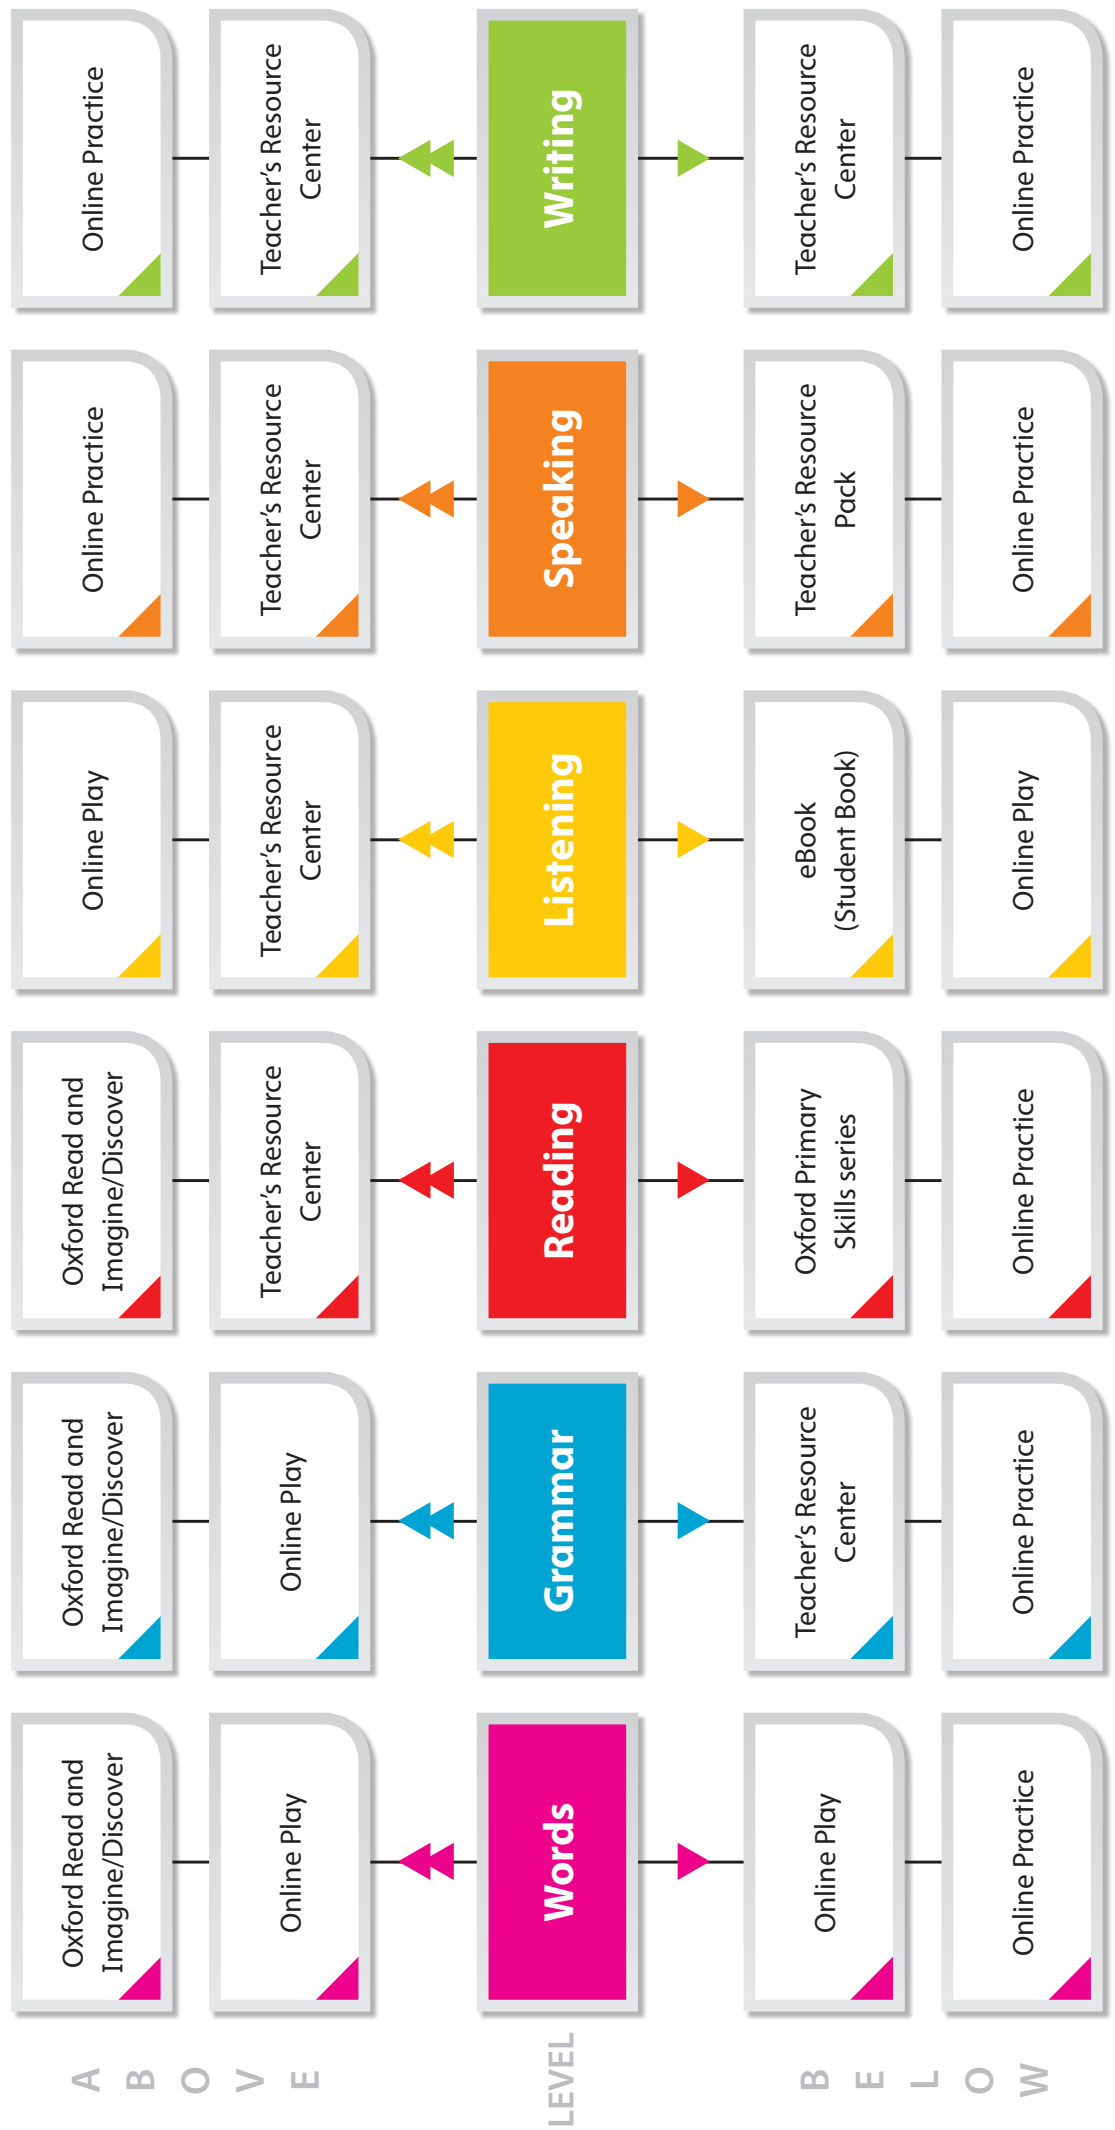 ABOVE
Oxford Read and
Imagine/Discover
Oxford Read and
Imagine/Discover
Oxford Read and
Imagine/Discover
Online Play
Online Practice
Online Practice
Online Play
Online Play
Teacher's Resource
Center
Teacher's Resource
Center
Teacher's Resource
Center
Teacher's Resource
Center
LEVEL
Words
Grammar
Reading
Listening
Speaking
Writing
BELOW
Online Play
Teacher's Resource
Center
Oxford Primary
Skills series
eBook
(Student Book)
Teacher's Resource
Pack
Teacher's Resource
Center
Online Practice
Online Practice
Online Practice
Online Play
Online Practice
Online Practice